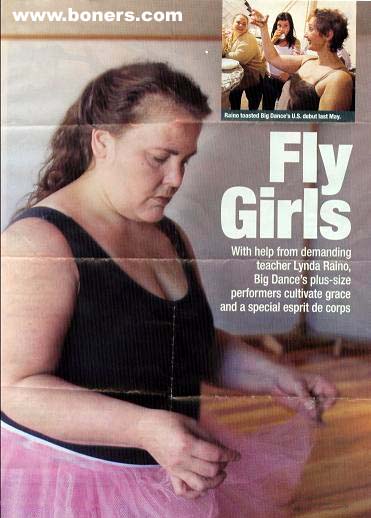 www.boners.com
Raino toasted Big Dance's U.S. debut last May.
Fly
Girls
With help from demanding
teacher Lynda Raino,
Big Dance's plus-size
performers cultivate grace
and a special esprit de corps